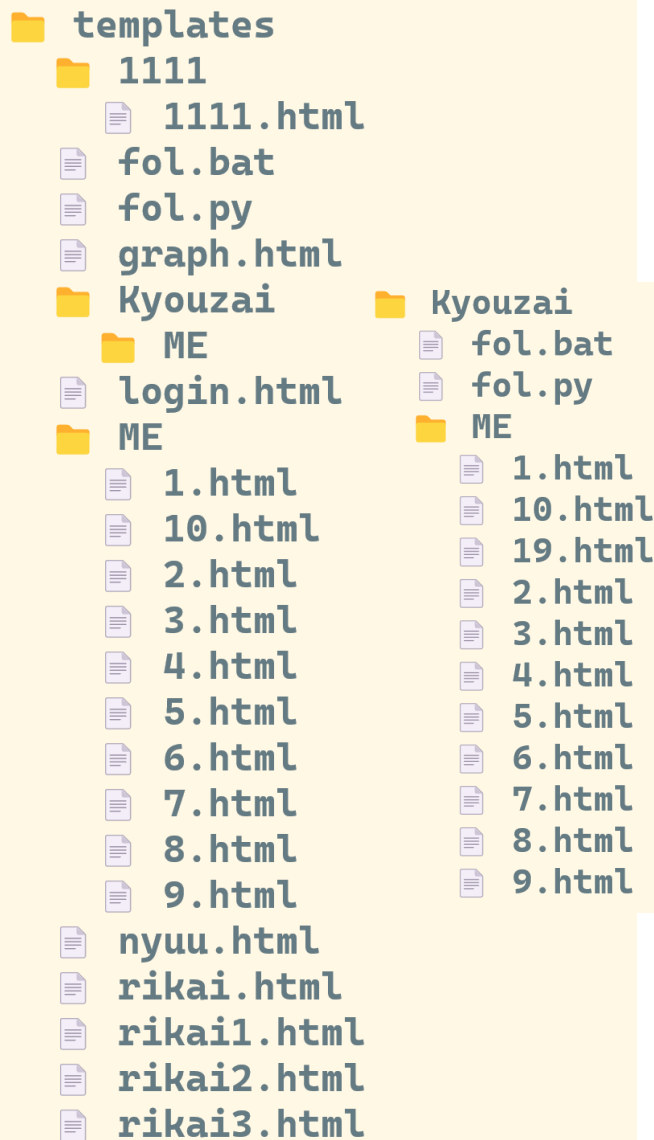 templates
1111
1111.html
fol.bat
fol.py
graph.html
Kyouzai
ME
login.html
ME
1.html
10.html
2.html
3.html
4.html
5.html
6.html
7.html
8.html
9.html
nyuu.html
rikai.html
rikai1.html
rikai2.html
rikai3.html
Kyouzai
fol.bat
fol.py
ME
1.html
10.html
19.html
2.html
3.html
4.html
5.html
6.html
7.html
8.html
9.html